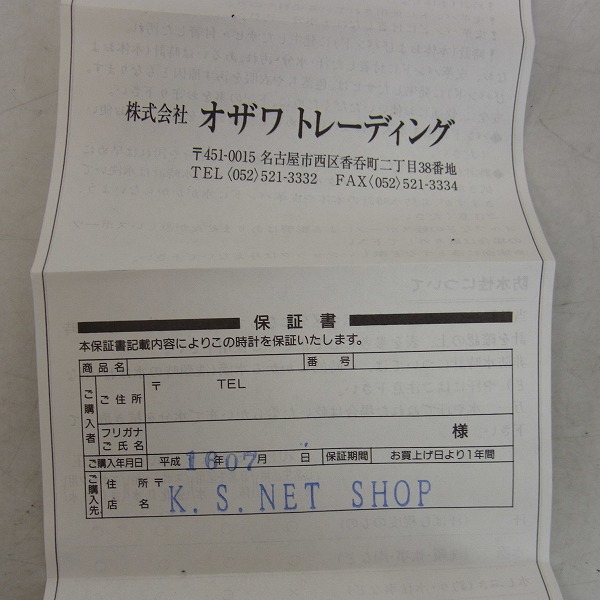 株式会社 オザワ トレーディング
〒451-0015 名古屋市西区香呑町二丁目38番地
TEL〈052〉521-3332 FAX〈052〉521-3334
保証書
本保証書記載内容によりこの時計を保証いたします。
商品名 番号
ご購入者 ご住所 〒 TEL
フリガナ
ご氏名 様
ご購入年月日 平成 16年 07月 日 保証期間 お買上げ日より1年間
ご購入先 住所 〒
店名 K. S. NET SHOP